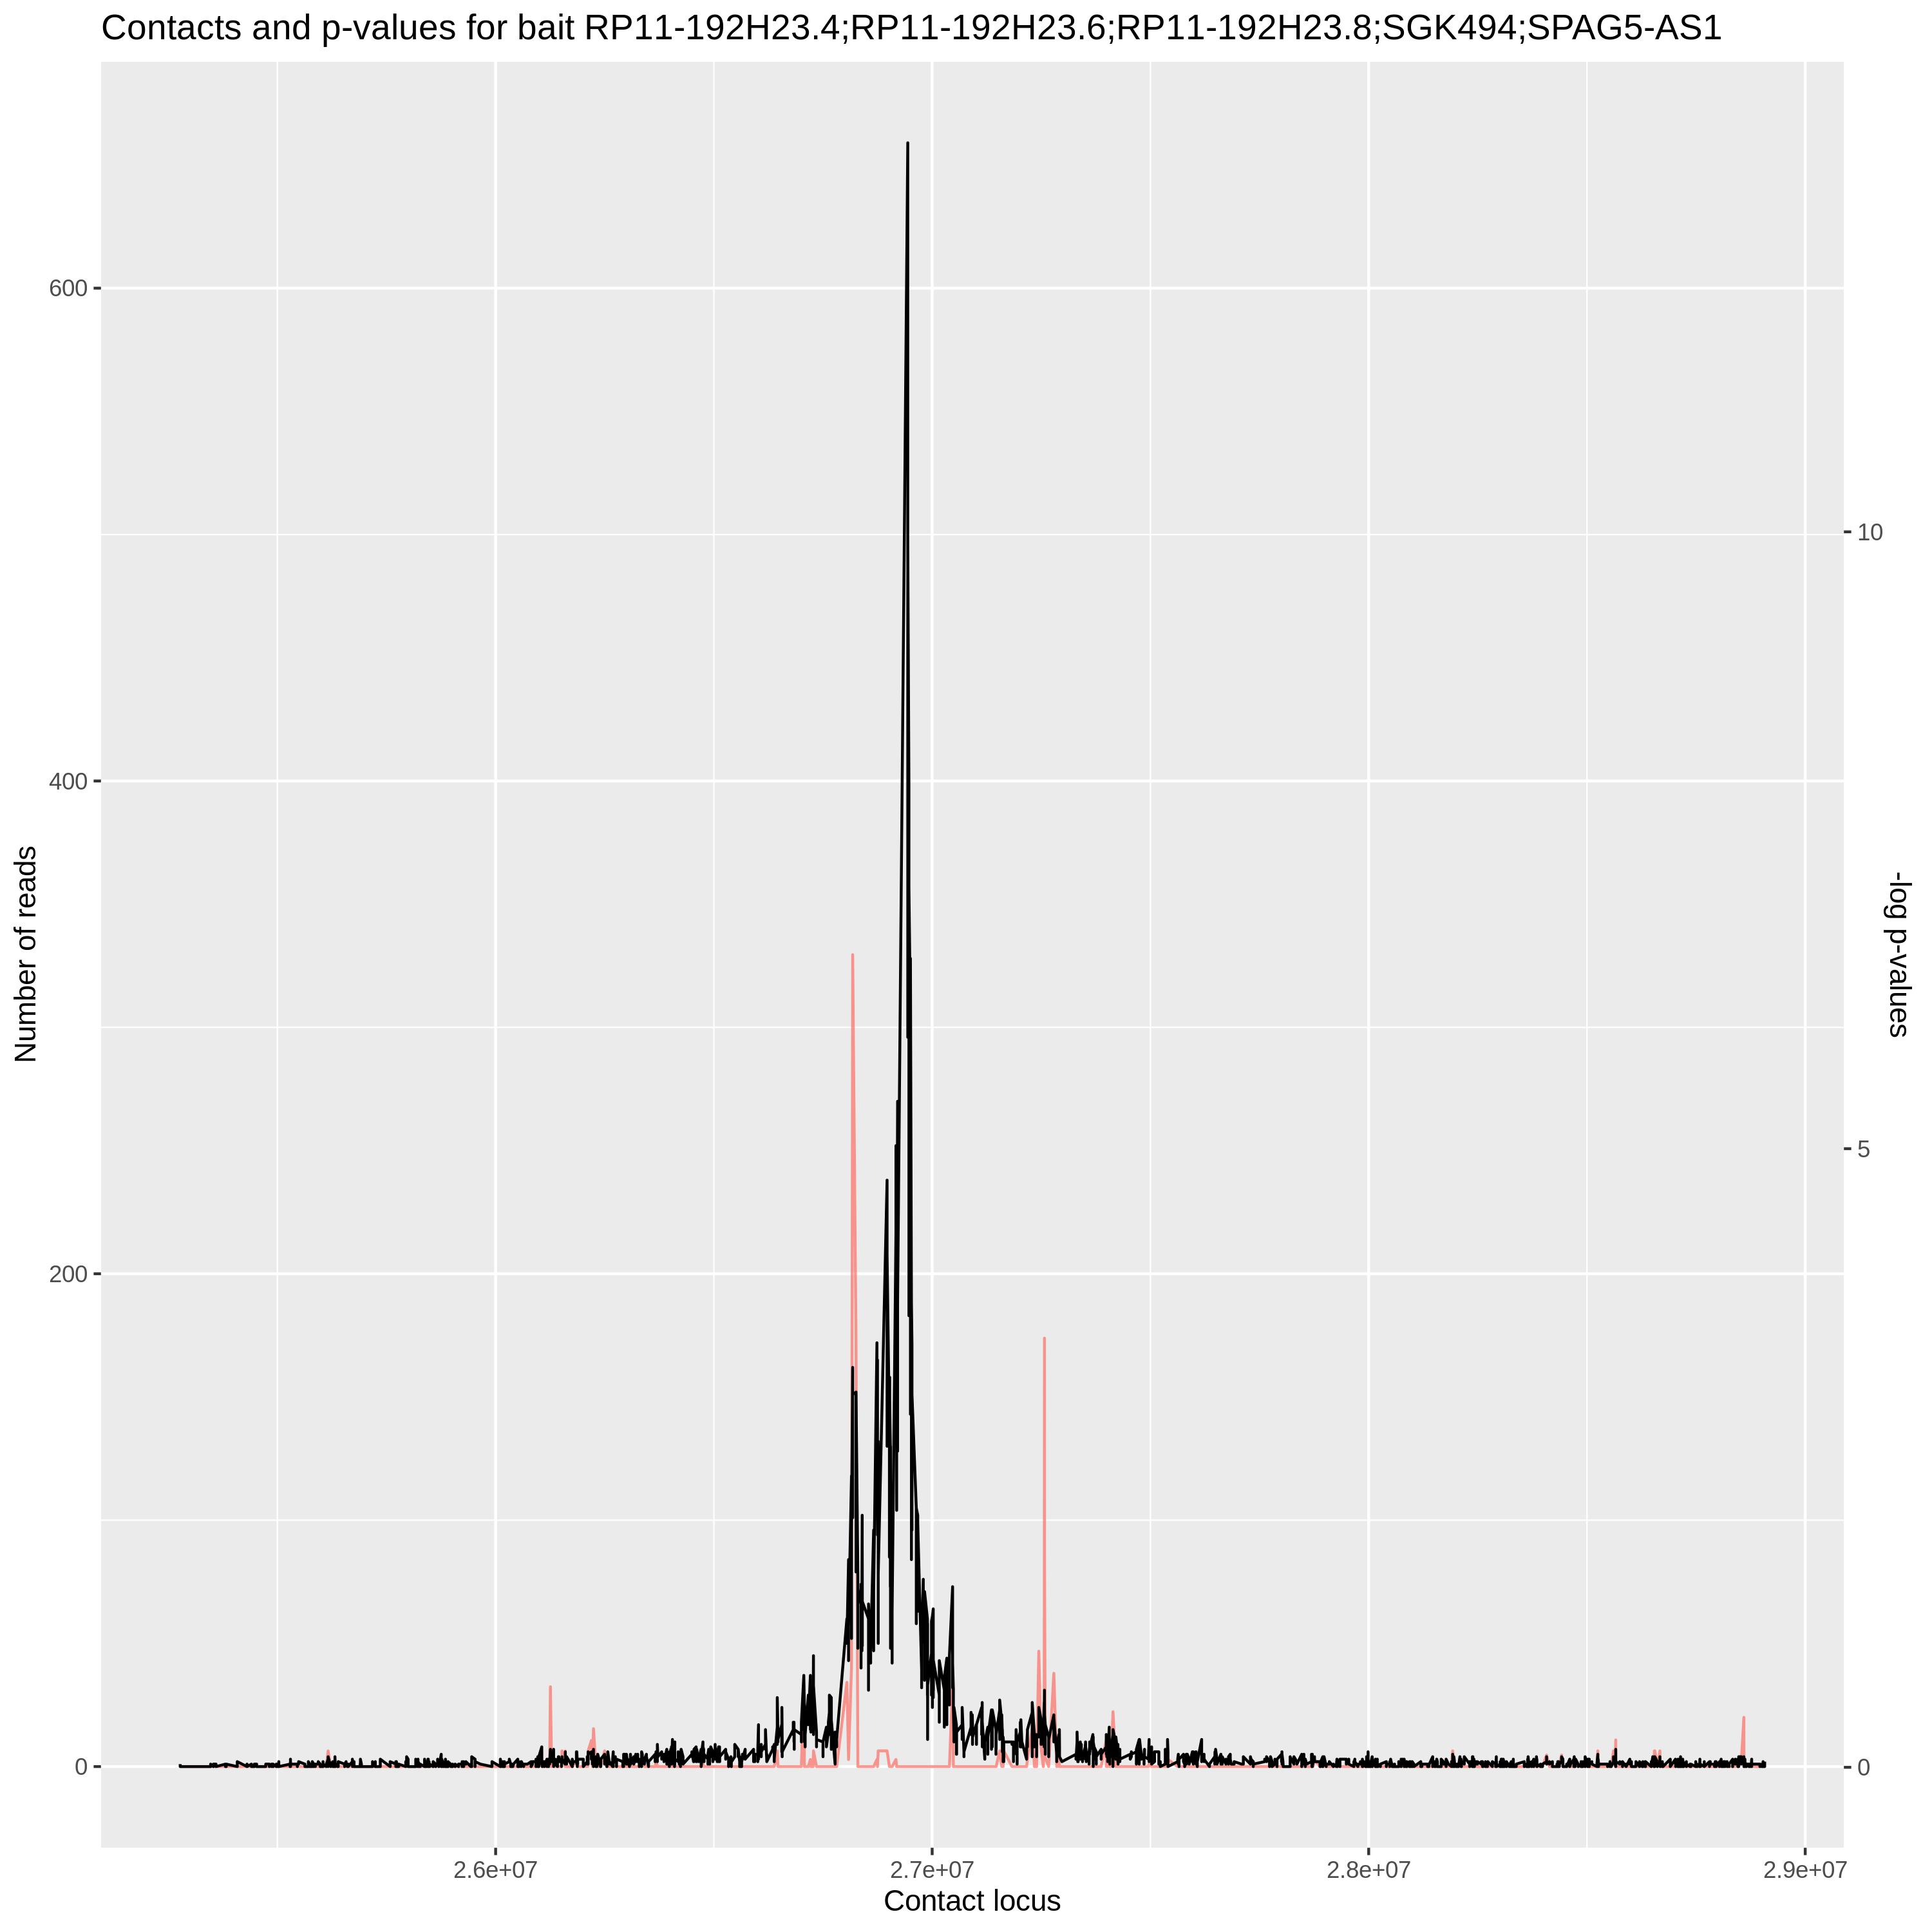 Contacts and p-values for bait RP11-192H23.4;RP11-192H23.6;RP11-192H23.8;SGK494;SPAG5-AS1
600
400
200
0
Number of reads
10
5
0
-log p-values
2.6e+07
2.7e+07
2.8e+07
2.9e+07
Contact locus